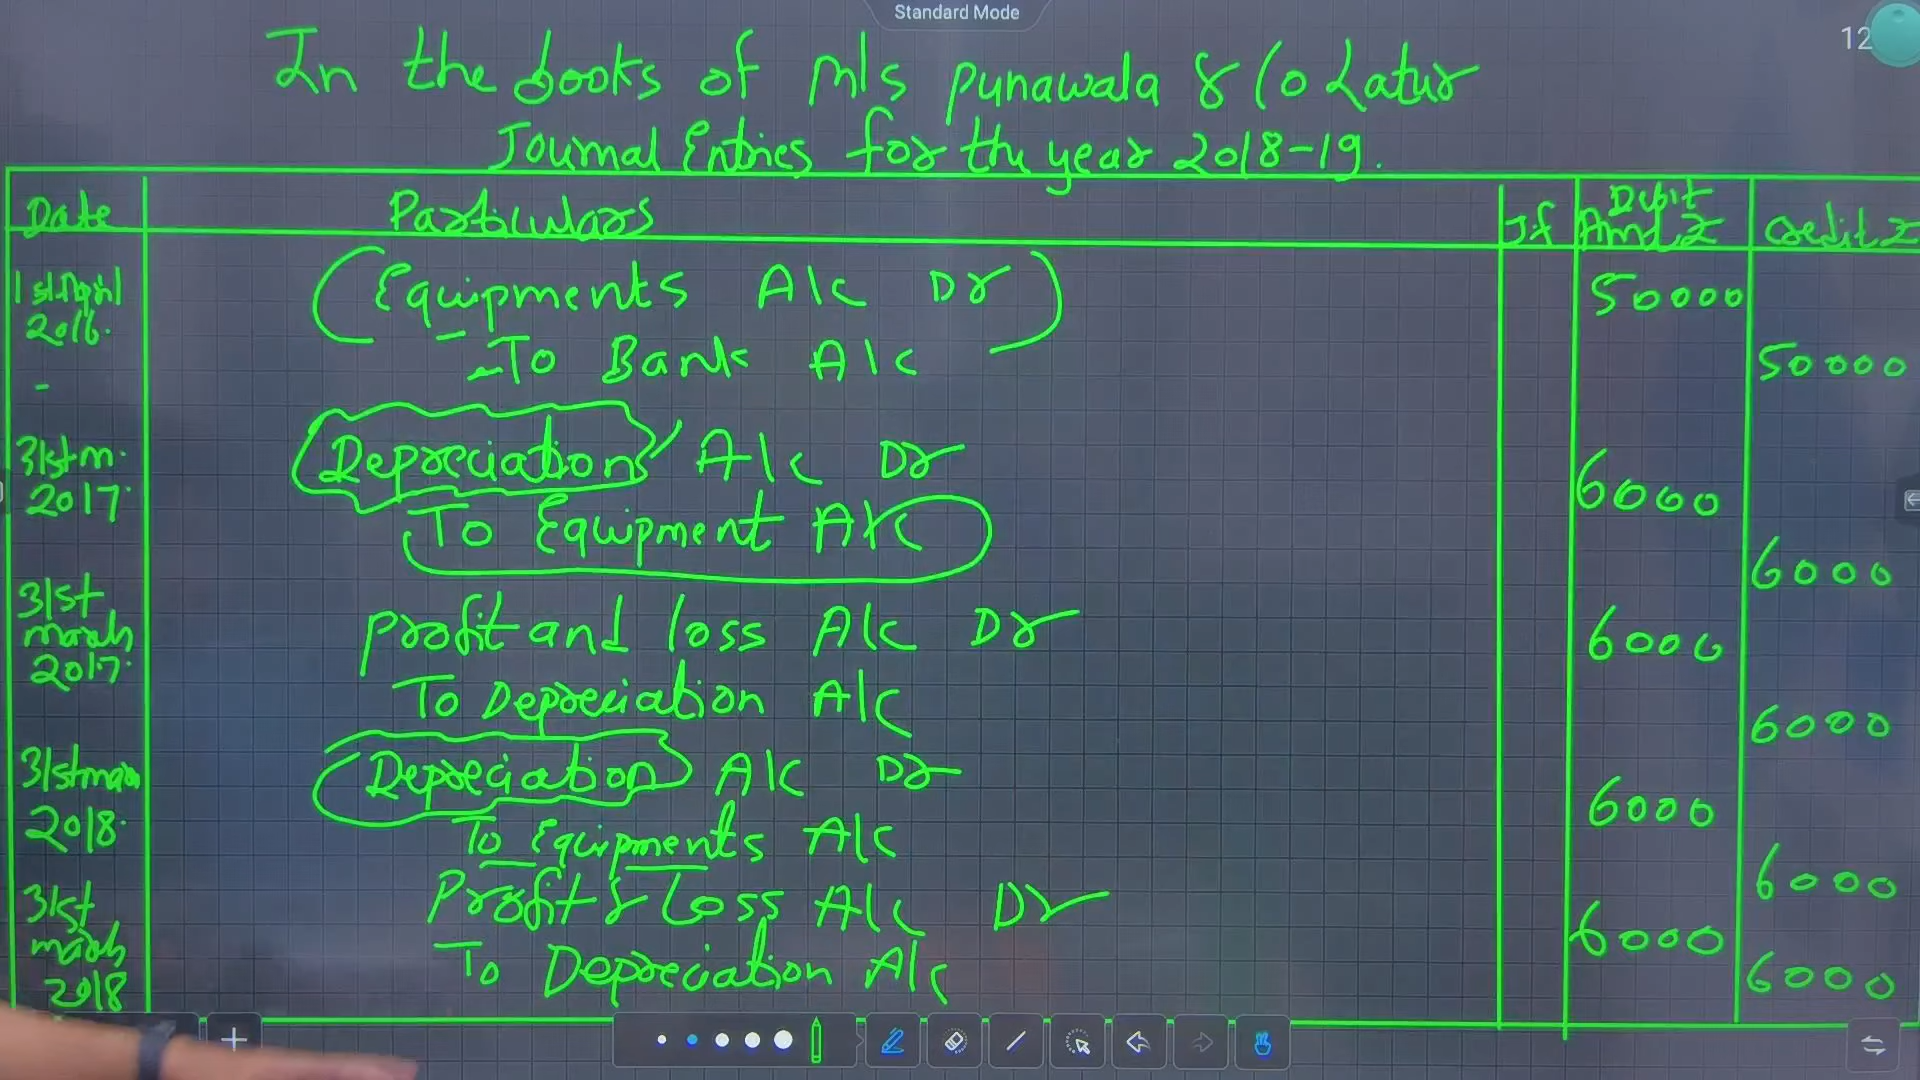 Standard Mode
12
In the books of M/s Punawala & Co Latur
Journal Entries for the year 2018-19.
Date Particulars J.f Debit Amt.₹ Credit ₹
1st April 2016 Equipments A/c Dr 50000
To Bank A/c 50000
31st m. 2017 Depreciation A/c Dr 6000
To Equipment A/c 6000
31st march 2017 Profit and loss A/c Dr 6000
To Depreciation A/c 6000
31st march 2018 Depreciation A/c Dr 6000
To Equipments A/c 6000
31st march 2018 Profit & Loss A/c Dr 6000
To Depreciation A/c 6000